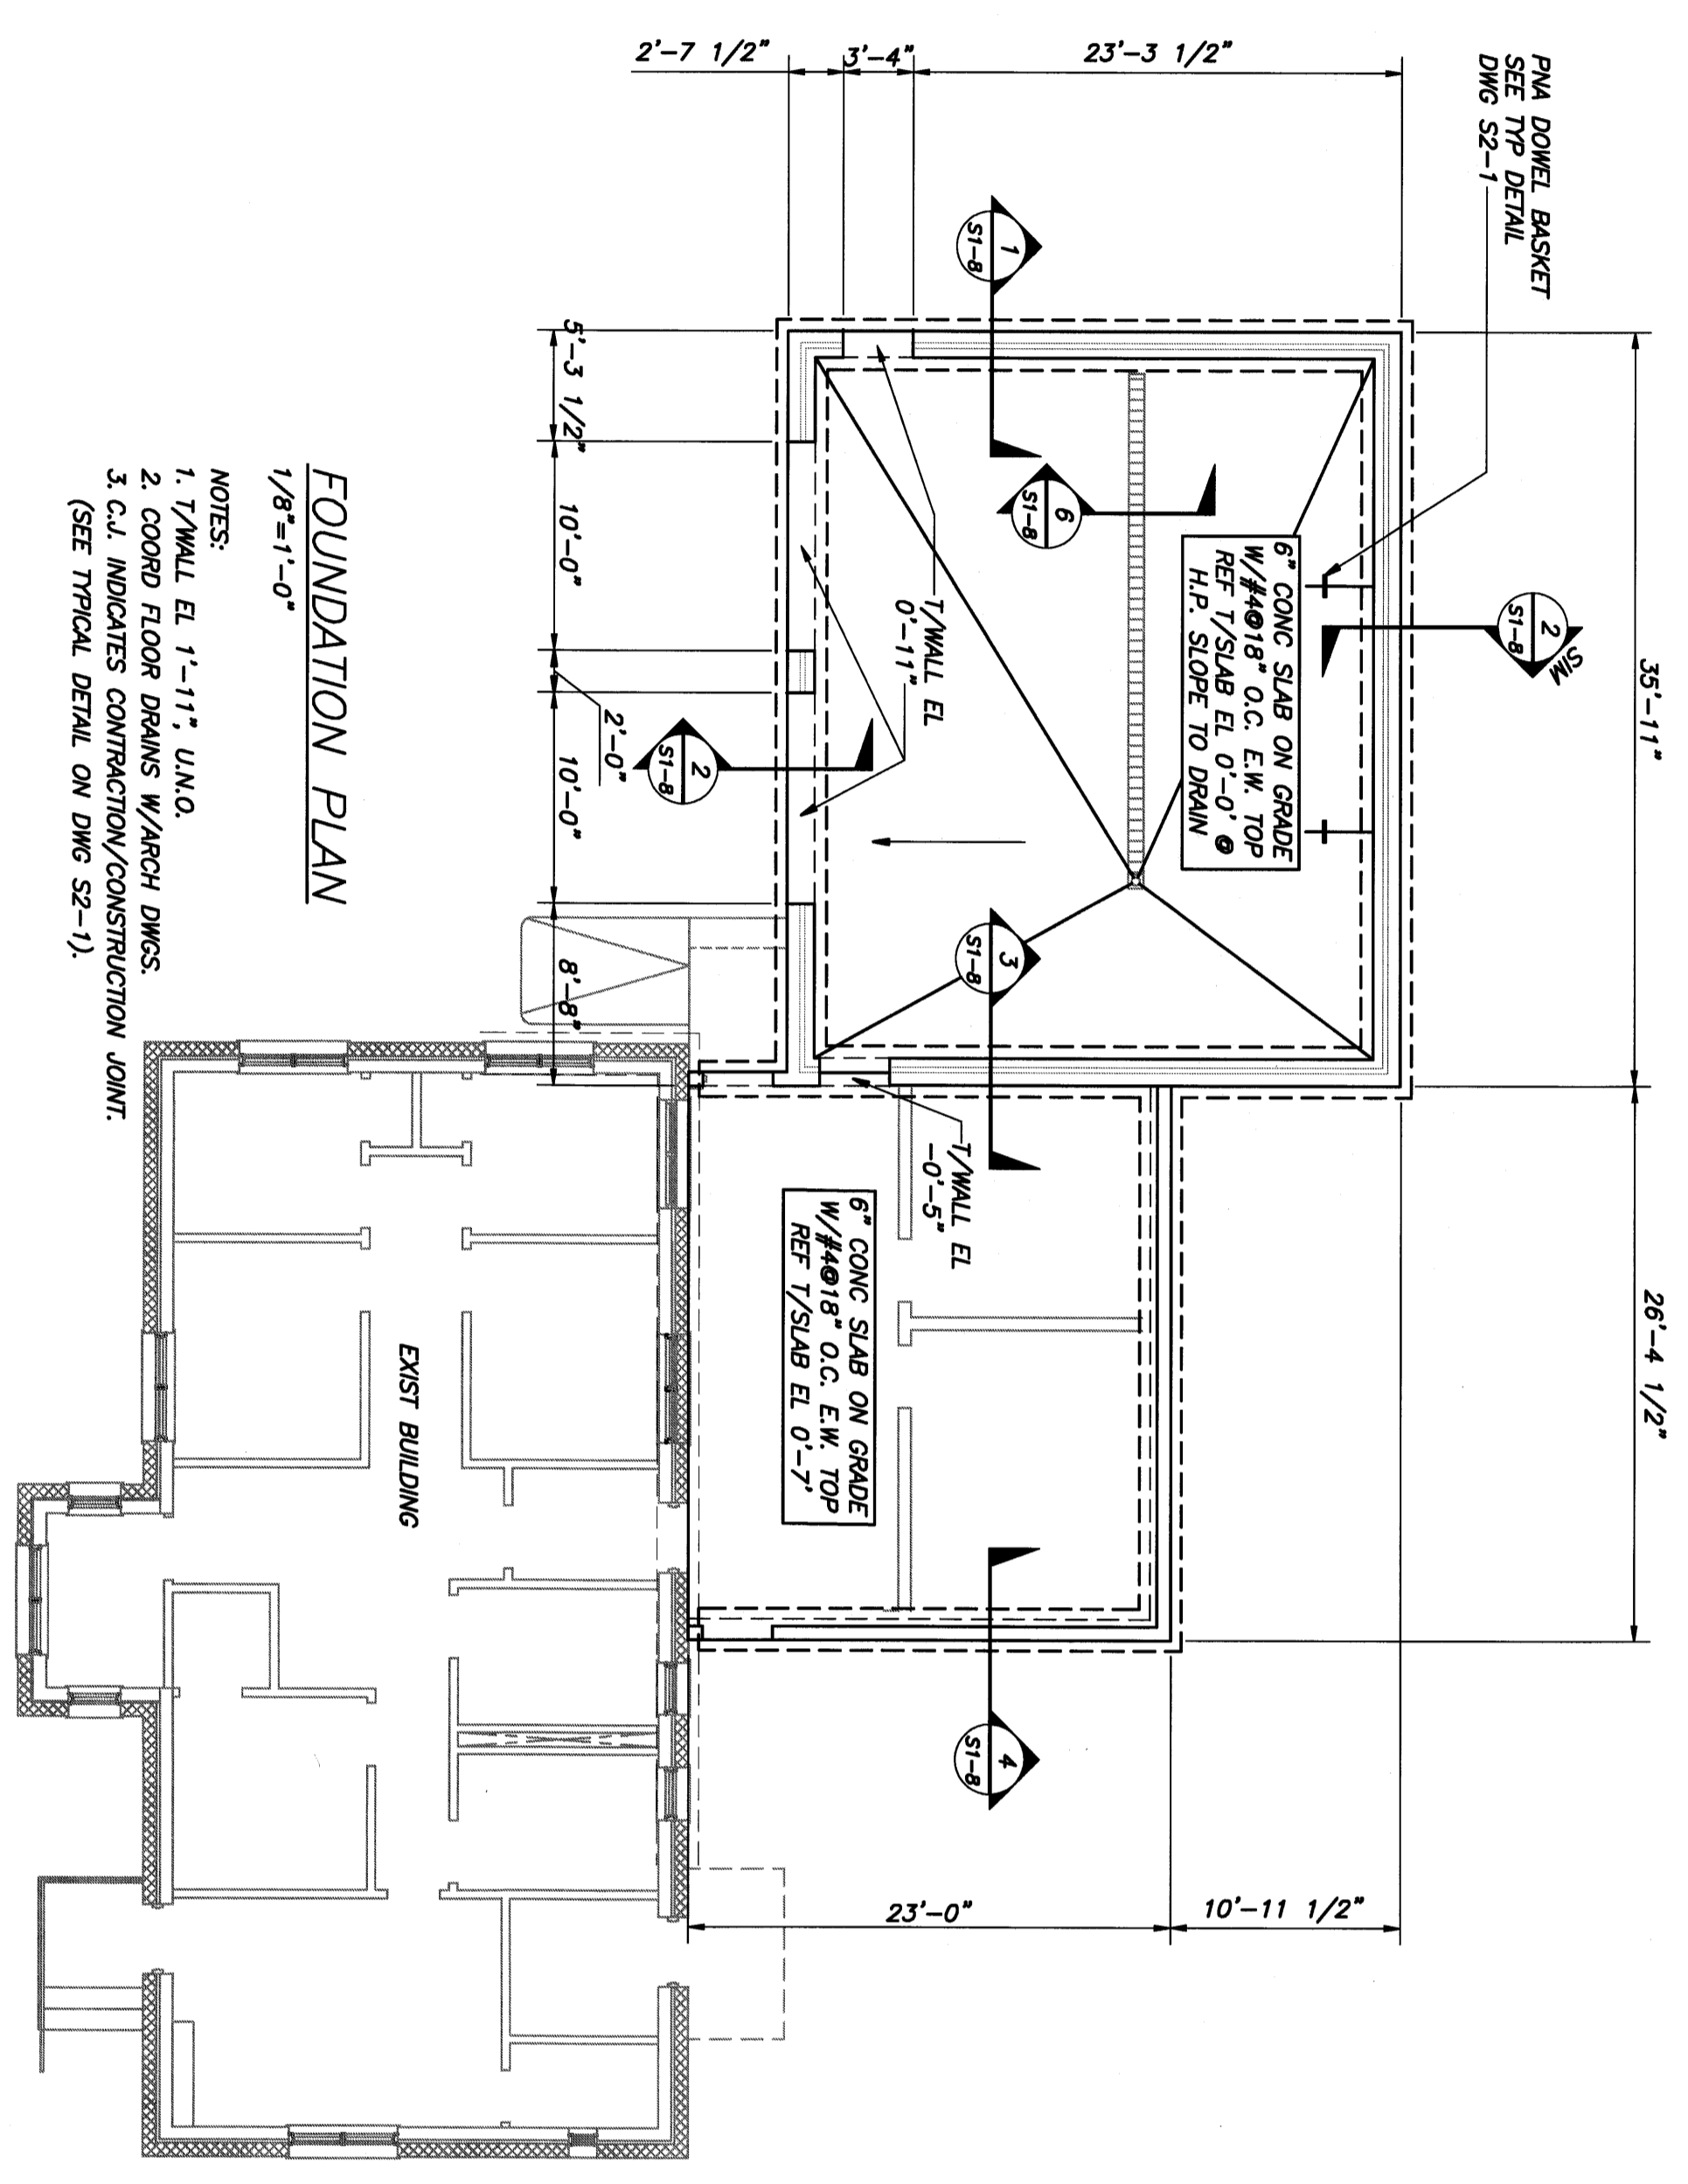 35'-11"
26'-4 1/2"
PNA DOWEL BASKET
SEE TYP DETAIL
DWG S2-1
2
S1-8
SIM
23'-3 1/2"
3'-4"
2'-7 1/2"
1
S1-8
6
S1-8
6" CONC SLAB ON GRADE
W/#4@18" O.C. E.W. TOP
REF T/SLAB EL 0'-0' @
H.P. SLOPE TO DRAIN
T/WALL EL
0'-11"
3
S1-8
T/WALL EL
-0'-5"
6" CONC SLAB ON GRADE
W/#4@18" O.C. E.W. TOP
REF T/SLAB EL 0'-7'
4
S1-8
10'-11 1/2"
23'-0"
2
S1-8
5'-3 1/2"
10'-0"
2'-0"
10'-0"
8'-8"
EXIST BUILDING
FOUNDATION PLAN
1/8"=1'-0"
NOTES:
1. T/WALL EL 1'-11", U.N.O.
2. COORD FLOOR DRAINS W/ARCH DWGS.
3. C.J. INDICATES CONTRACTION/CONSTRUCTION JOINT.
(SEE TYPICAL DETAIL ON DWG S2-1).